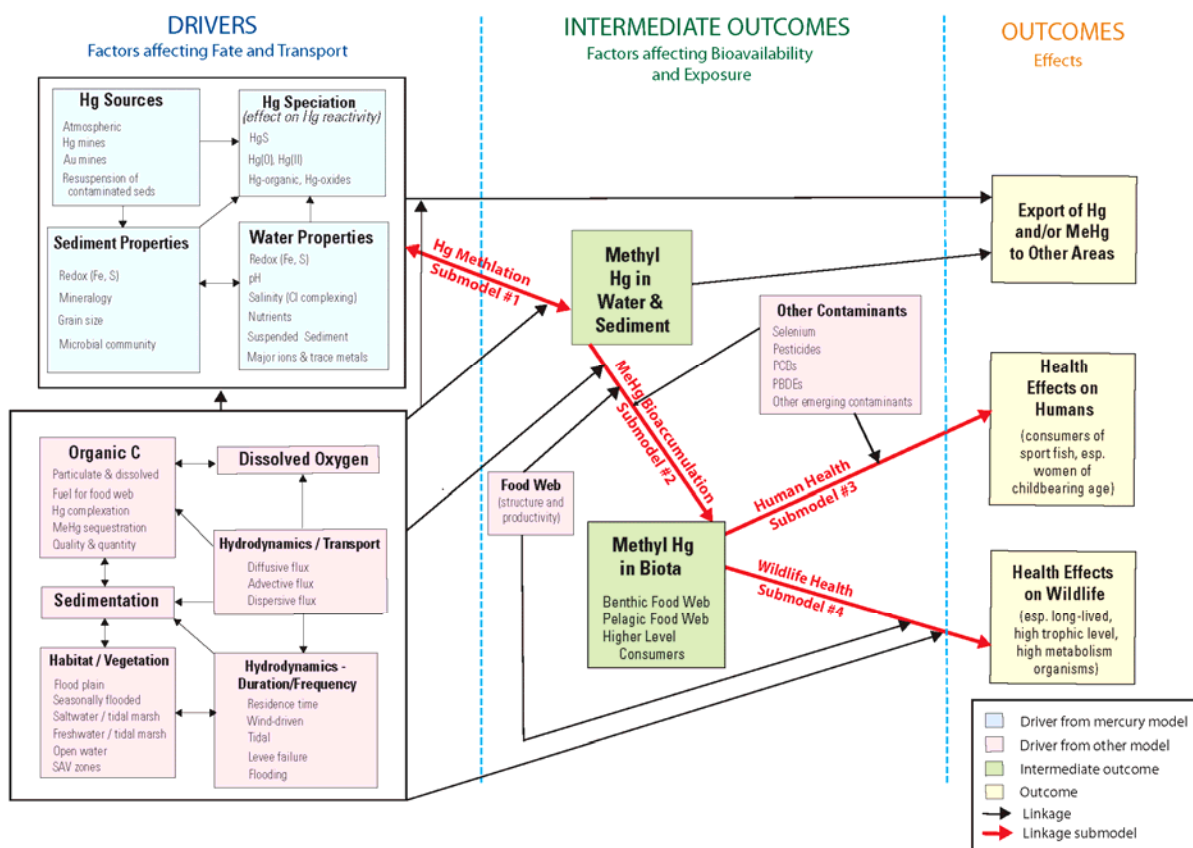 DRIVERS
Factors affecting Fate and Transport
INTERMEDIATE OUTCOMES
Factors affecting Bioavailability
and Exposure
OUTCOMES
Effects
Hg Sources
Atmospheric
Hg mines
Au mines
Resuspension of
contaminated seds
Hg Speciation
(effect on Hg reactivity)
HgS
Hg(0), Hg(II)
Hg-organic, Hg-oxides
Sediment Properties
Redox (Fe, S)
Mineralogy
Grain size
Microbial community
Water Properties
Redox (Fe, S)
pH
Salinity (Cl complexing)
Nutrients
Suspended Sediment
Major ions & trace metals
Hg Methlation
Submodel #1
Methyl
Hg in
Water &
Sediment
Export of Hg
and/or MeHg
to Other Areas
Other Contaminants
Selenium
Pesticides
PCDs
PBDEs
Other emerging contaminants
MeHg Bioaccumulation
Submodel #2
Health
Effects on
Humans
(consumers of
sport fish, esp.
women of
childbearing age)
Organic C
Particulate & dissolved
Fuel for food web
Hg complexation
MeHg sequestration
Quality & quantity
Dissolved Oxygen
Hydrodynamics / Transport
Diffusive flux
Advective flux
Dispersive flux
Sedimentation
Habitat / Vegetation
Flood plain
Seasonally flooded
Saltwater / tidal marsh
Freshwater / tidal marsh
Open water
SAV zones
Hydrodynamics -
Duration/Frequency
Residence time
Wind-driven
Tidal
Levee failure
Flooding
Food Web
(structure and
productivity)
Human Health
Submodel #3
Methyl Hg
in Biota
Benthic Food Web
Pelagic Food Web
Higher Level
Consumers
Wildlife Health
Submodel #4
Health Effects
on Wildlife
(esp. long-lived,
high trophic level,
high metabolism
organisms)
Driver from mercury model
Driver from other model
Intermediate outcome
Outcome
Linkage
Linkage submodel